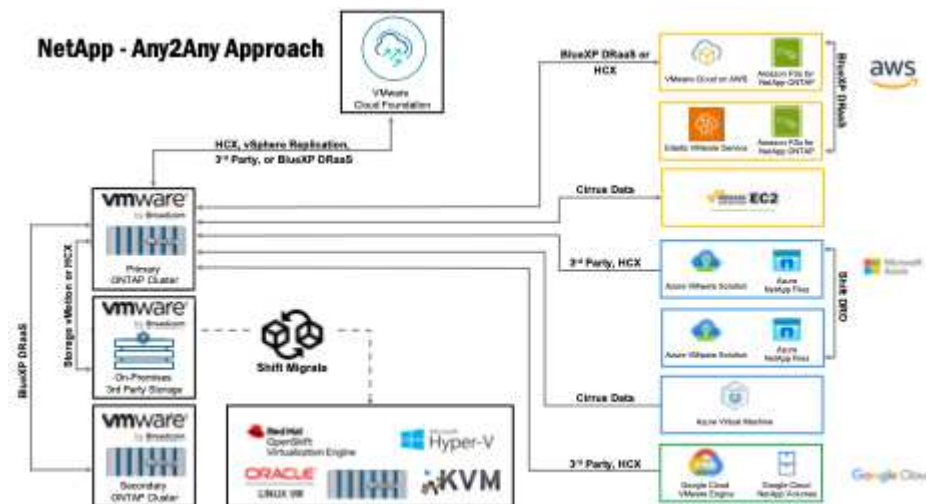 NetApp - Any2Any Approach
VMware
Cloud Foundation
HCX, vSphere Replication,
3rd Party, or BlueXP DRaaS
BlueXP DRaaS or
HCX
VMware Cloud on AWS
Amazon FSx for
NetApp ONTAP
Elastic VMware Service
Amazon FSx for
NetApp ONTAP
BlueXP DRaaS
aws
Cirrus Data
EC2
3rd Party, HCX
Azure VMware Solution
Azure
NetApp Files
Azure VMware Solution
Azure
NetApp Files
Shift DRO
Microsoft
Azure
Cirrus Data
Azure Virtual Machine
3rd Party, HCX
Google Cloud
VMware Engine
Google Cloud
NetApp Volumes
Google Cloud
vmware
by Broadcom
Primary
ONTAP Cluster
vmware
by Broadcom
On-Premises
3rd Party Storage
vmware
by Broadcom
Secondary
ONTAP Cluster
BlueXP DRaaS
Storage vMotion or HCX
Shift Migrate
Red Hat
OpenShift
Virtualization Engine
Microsoft
Hyper-V
ORACLE
LINUX VM
KVM